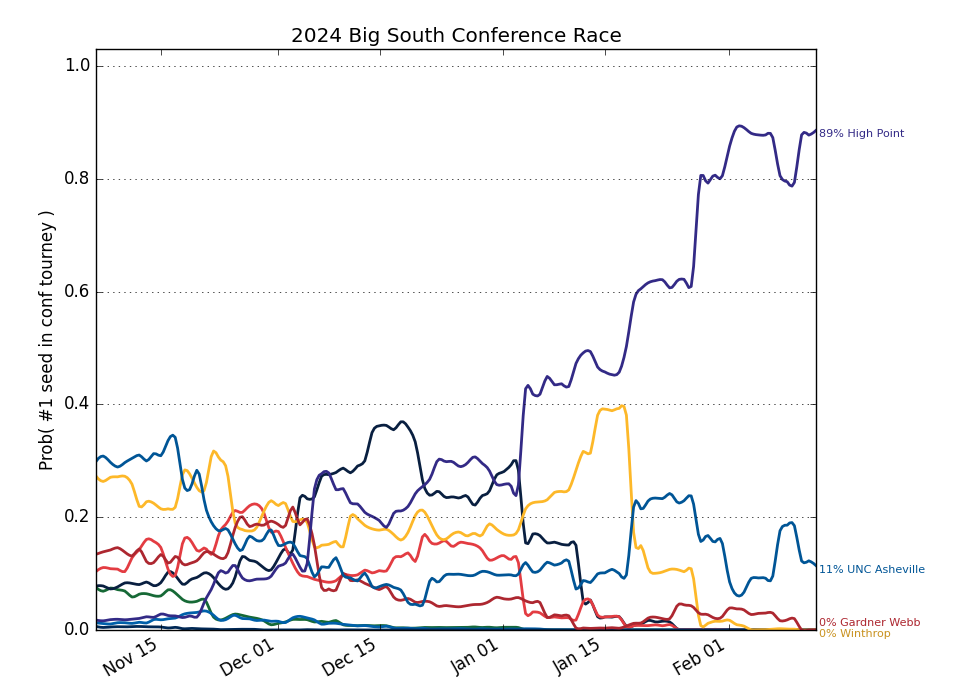 2024 Big South Conference Race
Prob( #1 seed in conf tourney )
1.0
0.8
0.6
0.4
0.2
0.0
Nov 15
Dec 01
Dec 15
Jan 01
Jan 15
Feb 01
89% High Point
11% UNC Asheville
0% Gardner Webb
0% Winthrop